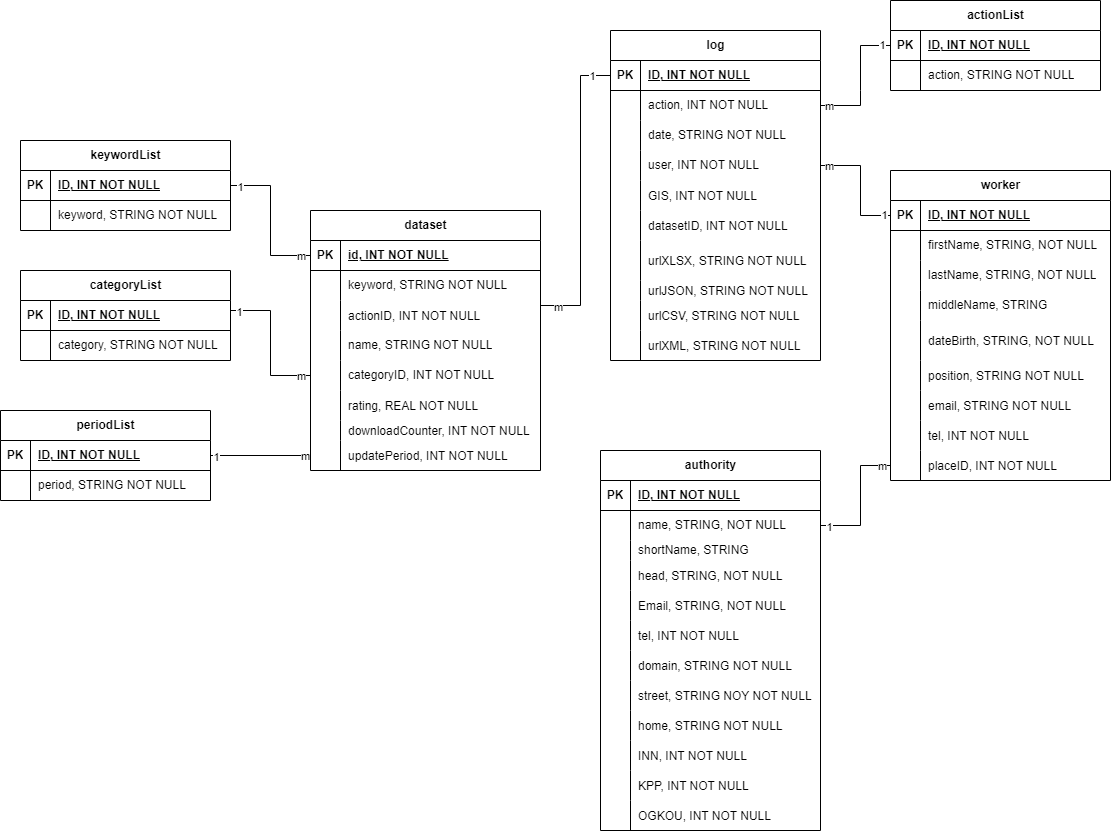 actionList
PK ID, INT NOT NULL
action, STRING NOT NULL
log
PK ID, INT NOT NULL
action, INT NOT NULL
date, STRING NOT NULL
user, INT NOT NULL
GIS, INT NOT NULL
datasetID, INT NOT NULL
urlXLSX, STRING NOT NULL
urlJSON, STRING NOT NULL
urlCSV, STRING NOT NULL
urlXML, STRING NOT NULL
1
m
1
m
1
m
keywordList
PK ID, INT NOT NULL
keyword, STRING NOT NULL
1
m
categoryList
PK ID, INT NOT NULL
category, STRING NOT NULL
1
m
periodList
PK ID, INT NOT NULL
period, STRING NOT NULL
1
m
dataset
PK id, INT NOT NULL
keyword, STRING NOT NULL
actionID, INT NOT NULL
name, STRING NOT NULL
categoryID, INT NOT NULL
rating, REAL NOT NULL
downloadCounter, INT NOT NULL
updatePeriod, INT NOT NULL
worker
PK ID, INT NOT NULL
firstName, STRING, NOT NULL
lastName, STRING, NOT NULL
middleName, STRING
dateBirth, STRING, NOT NULL
position, STRING NOT NULL
email, STRING NOT NULL
tel, INT NOT NULL
placeID, INT NOT NULL
m
1
authority
PK ID, INT NOT NULL
name, STRING, NOT NULL
shortName, STRING
head, STRING, NOT NULL
Email, STRING, NOT NULL
tel, INT NOT NULL
domain, STRING NOT NULL
street, STRING NOY NOT NULL
home, STRING NOT NULL
INN, INT NOT NULL
KPP, INT NOT NULL
OGKOU, INT NOT NULL